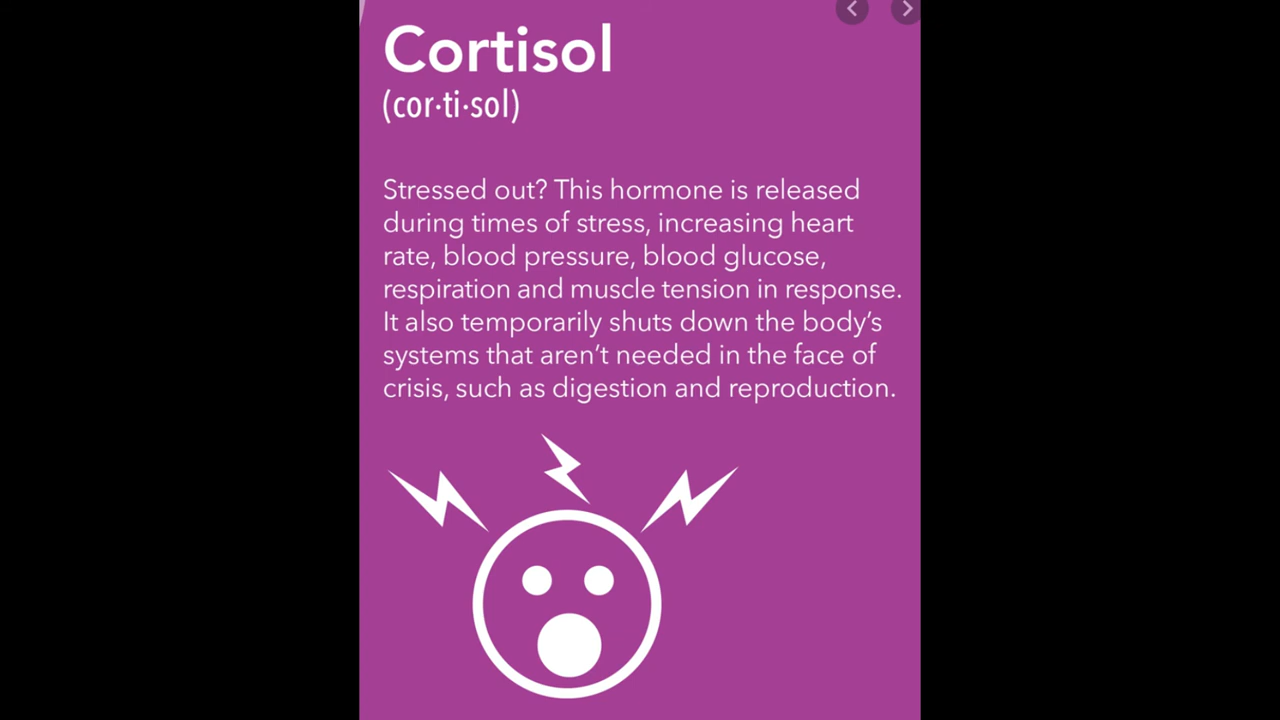 Cortisol
(cor·ti·sol)
Stressed out? This hormone is released
during times of stress, increasing heart
rate, blood pressure, blood glucose,
respiration and muscle tension in response.
It also temporarily shuts down the body’s
systems that aren’t needed in the face of
crisis, such as digestion and reproduction.